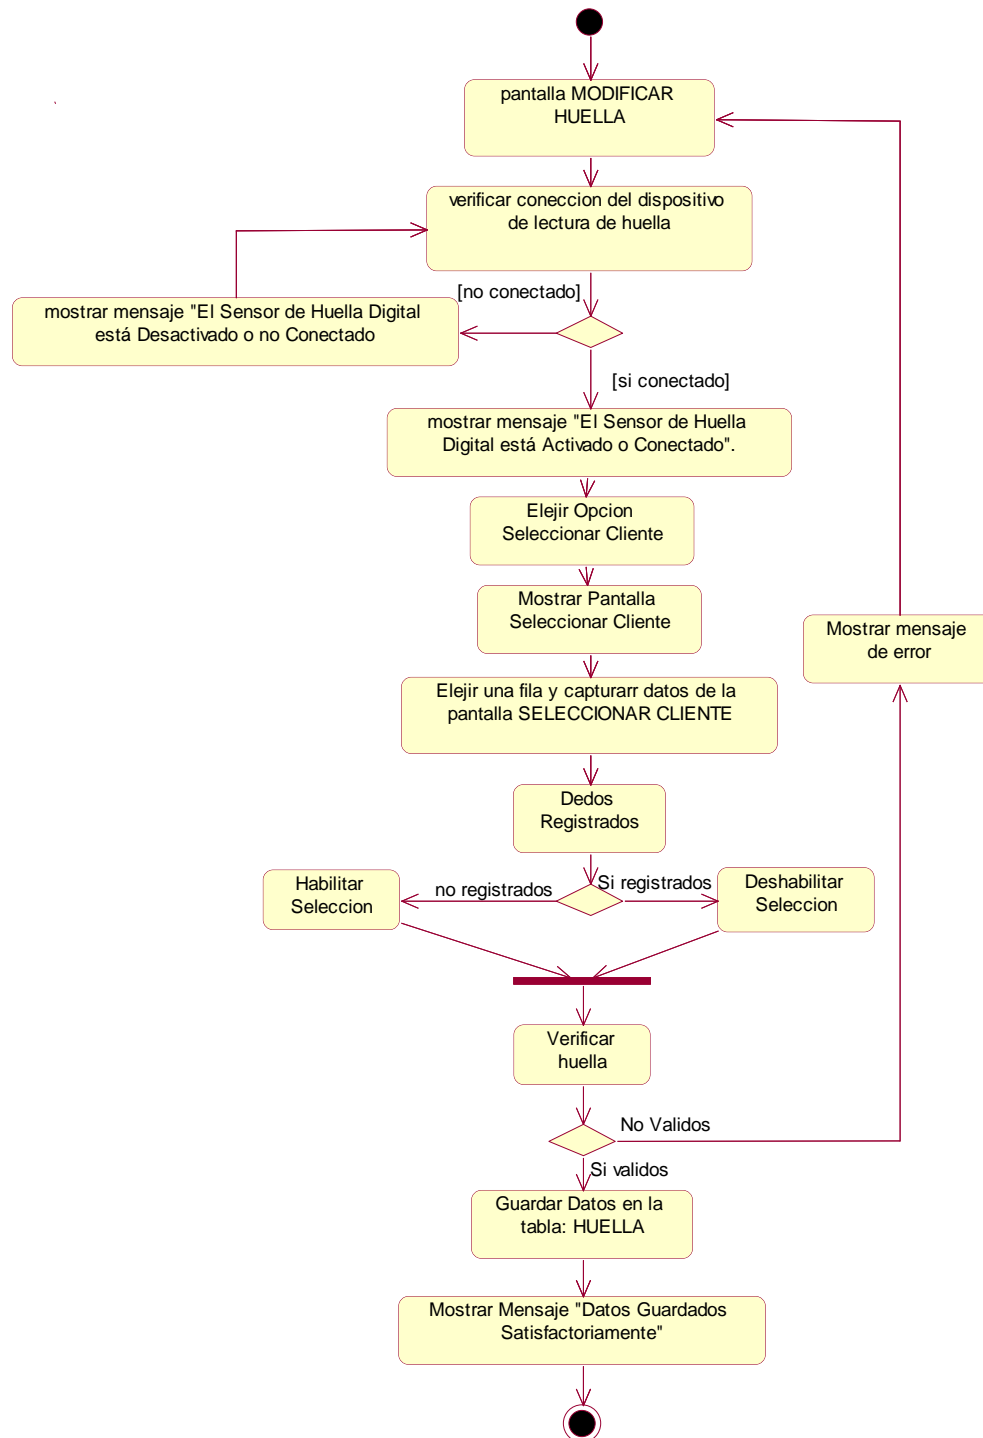 pantalla MODIFICAR
HUELLA
verificar coneccion del dispositivo
de lectura de huella
[no conectado]
mostrar mensaje "El Sensor de Huella Digital
está Desactivado o no Conectado
[si conectado]
mostrar mensaje "El Sensor de Huella
Digital está Activado o Conectado".
Elejir Opcion
Seleccionar Cliente
Mostrar Pantalla
Seleccionar Cliente
Mostrar mensaje
de error
Elejir una fila y capturarr datos de la
pantalla SELECCIONAR CLIENTE
Dedos
Registrados
Habilitar
Seleccion
no registrados
Si registrados
Deshabilitar
Seleccion
Verificar
huella
No Validos
Si validos
Guardar Datos en la
tabla: HUELLA
Mostrar Mensaje "Datos Guardados
Satisfactoriamente"